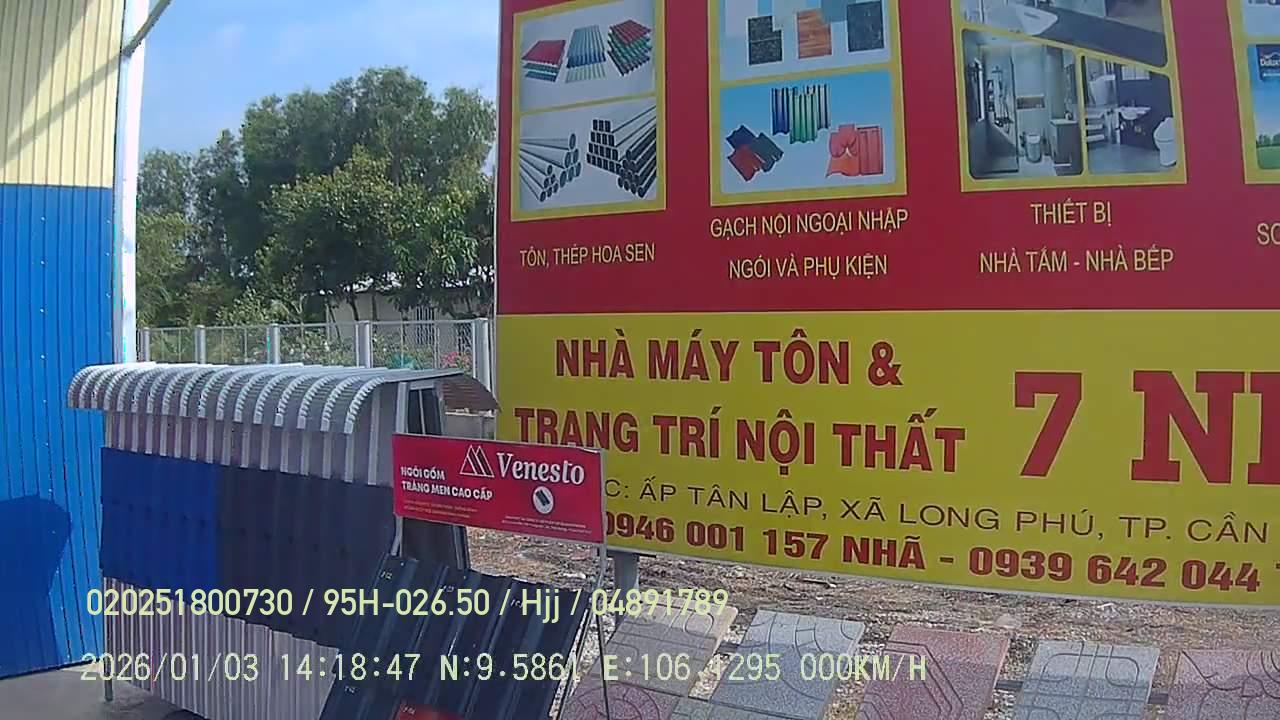 TÔN, THÉP HOA SEN
GẠCH NỘI NGOẠI NHẬP
NGÓI VÀ PHỤ KIỆN
THIẾT BỊ
NHÀ TẮM - NHÀ BẾP
Dulux
NHÀ MÁY TÔN &
TRANG TRÍ NỘI THẤT
7
C: ẤP TÂN LẬP, XÃ LONG PHÚ, TP. CẦN
0946 001 157 NHÃ - 0939 642 044
Venesto
NGÓI GỐM
TRÁNG MEN CAO CẤP
020251800730 / 95H-026.50 / Hjj / 04891789
2026/01/03 14:18:47 N:9.586 E:106.1295 000KM/H